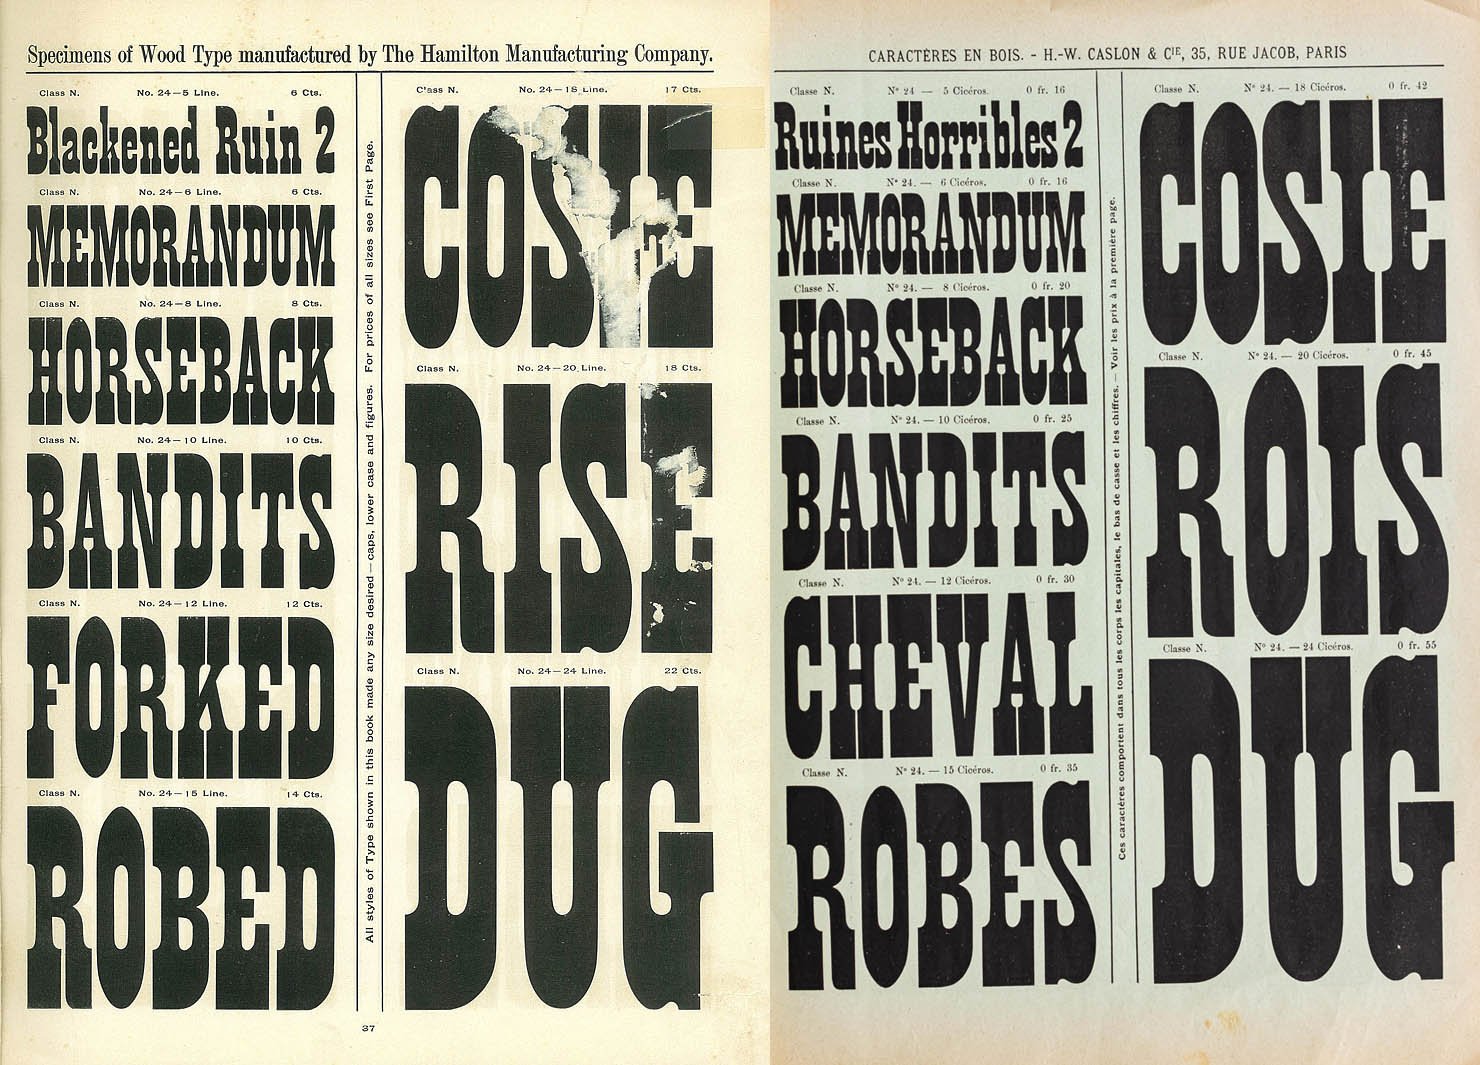 Specimens of Wood Type manufactured by The Hamilton Manufacturing Company.
Class N. No. 24—5 Line. 6 Cts.
Blackened Ruin 2
Class N. No. 24—6 Line. 6 Cts.
MEMORANDUM
Class N. No. 24—8 Line. 8 Cts.
HORSEBACK
Class N. No. 24—10 Line. 10 Cts.
BANDITS
Class N. No. 24—12 Line. 12 Cts.
FORKED
Class N. No. 24—15 Line. 14 Cts.
ROBED
All styles of Type shown in this book made any size desired—caps, lower case and figures. For prices of all sizes see First Page.
Class N. No. 24—18 Line. 17 Cts.
COSIE
Class N. No. 24—20 Line. 18 Cts.
RISE
Class N. No. 24—24 Line. 22 Cts.
DUG
37
CARACTÈRES EN BOIS. - H.-W. CASLON & CIE, 35, RUE JACOB, PARIS
Classe N. Nº 24 — 5 Cicéros. 0 fr. 16
Ruines Horribles 2
Classe N. Nº 24. — 6 Cicéros. 0 fr. 16
MEMORANDUM
Classe N. Nº 24. — 8 Cicéros. 0 fr. 20
HORSEBACK
Classe N. Nº 24. — 10 Cicéros. 0 fr. 25
BANDITS
Classe N. Nº 24. — 12 Cicéros. 0 fr. 30
CHEVAL
Classe N. Nº 24. — 15 Cicéros. 0 fr. 35
ROBES
Ces caractères comportent dans tous les corps les capitales, le bas de casse et les chiffres. — Voir les prix à la première page.
Classe N. Nº 24. — 18 Cicéros. 0 fr. 42
COSIE
Classe N. Nº 24. — 20 Cicéros. 0 fr. 45
ROIS
Classe N. Nº 24. — 24 Cicéros. 0 fr. 55
DUG